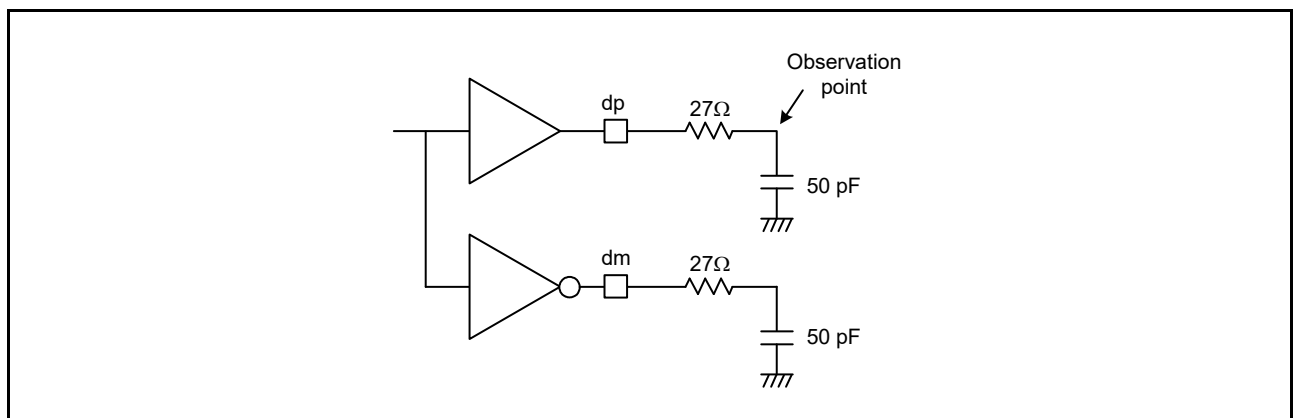 Observation
point
dp
27Ω
50 pF
dm
27Ω
50 pF